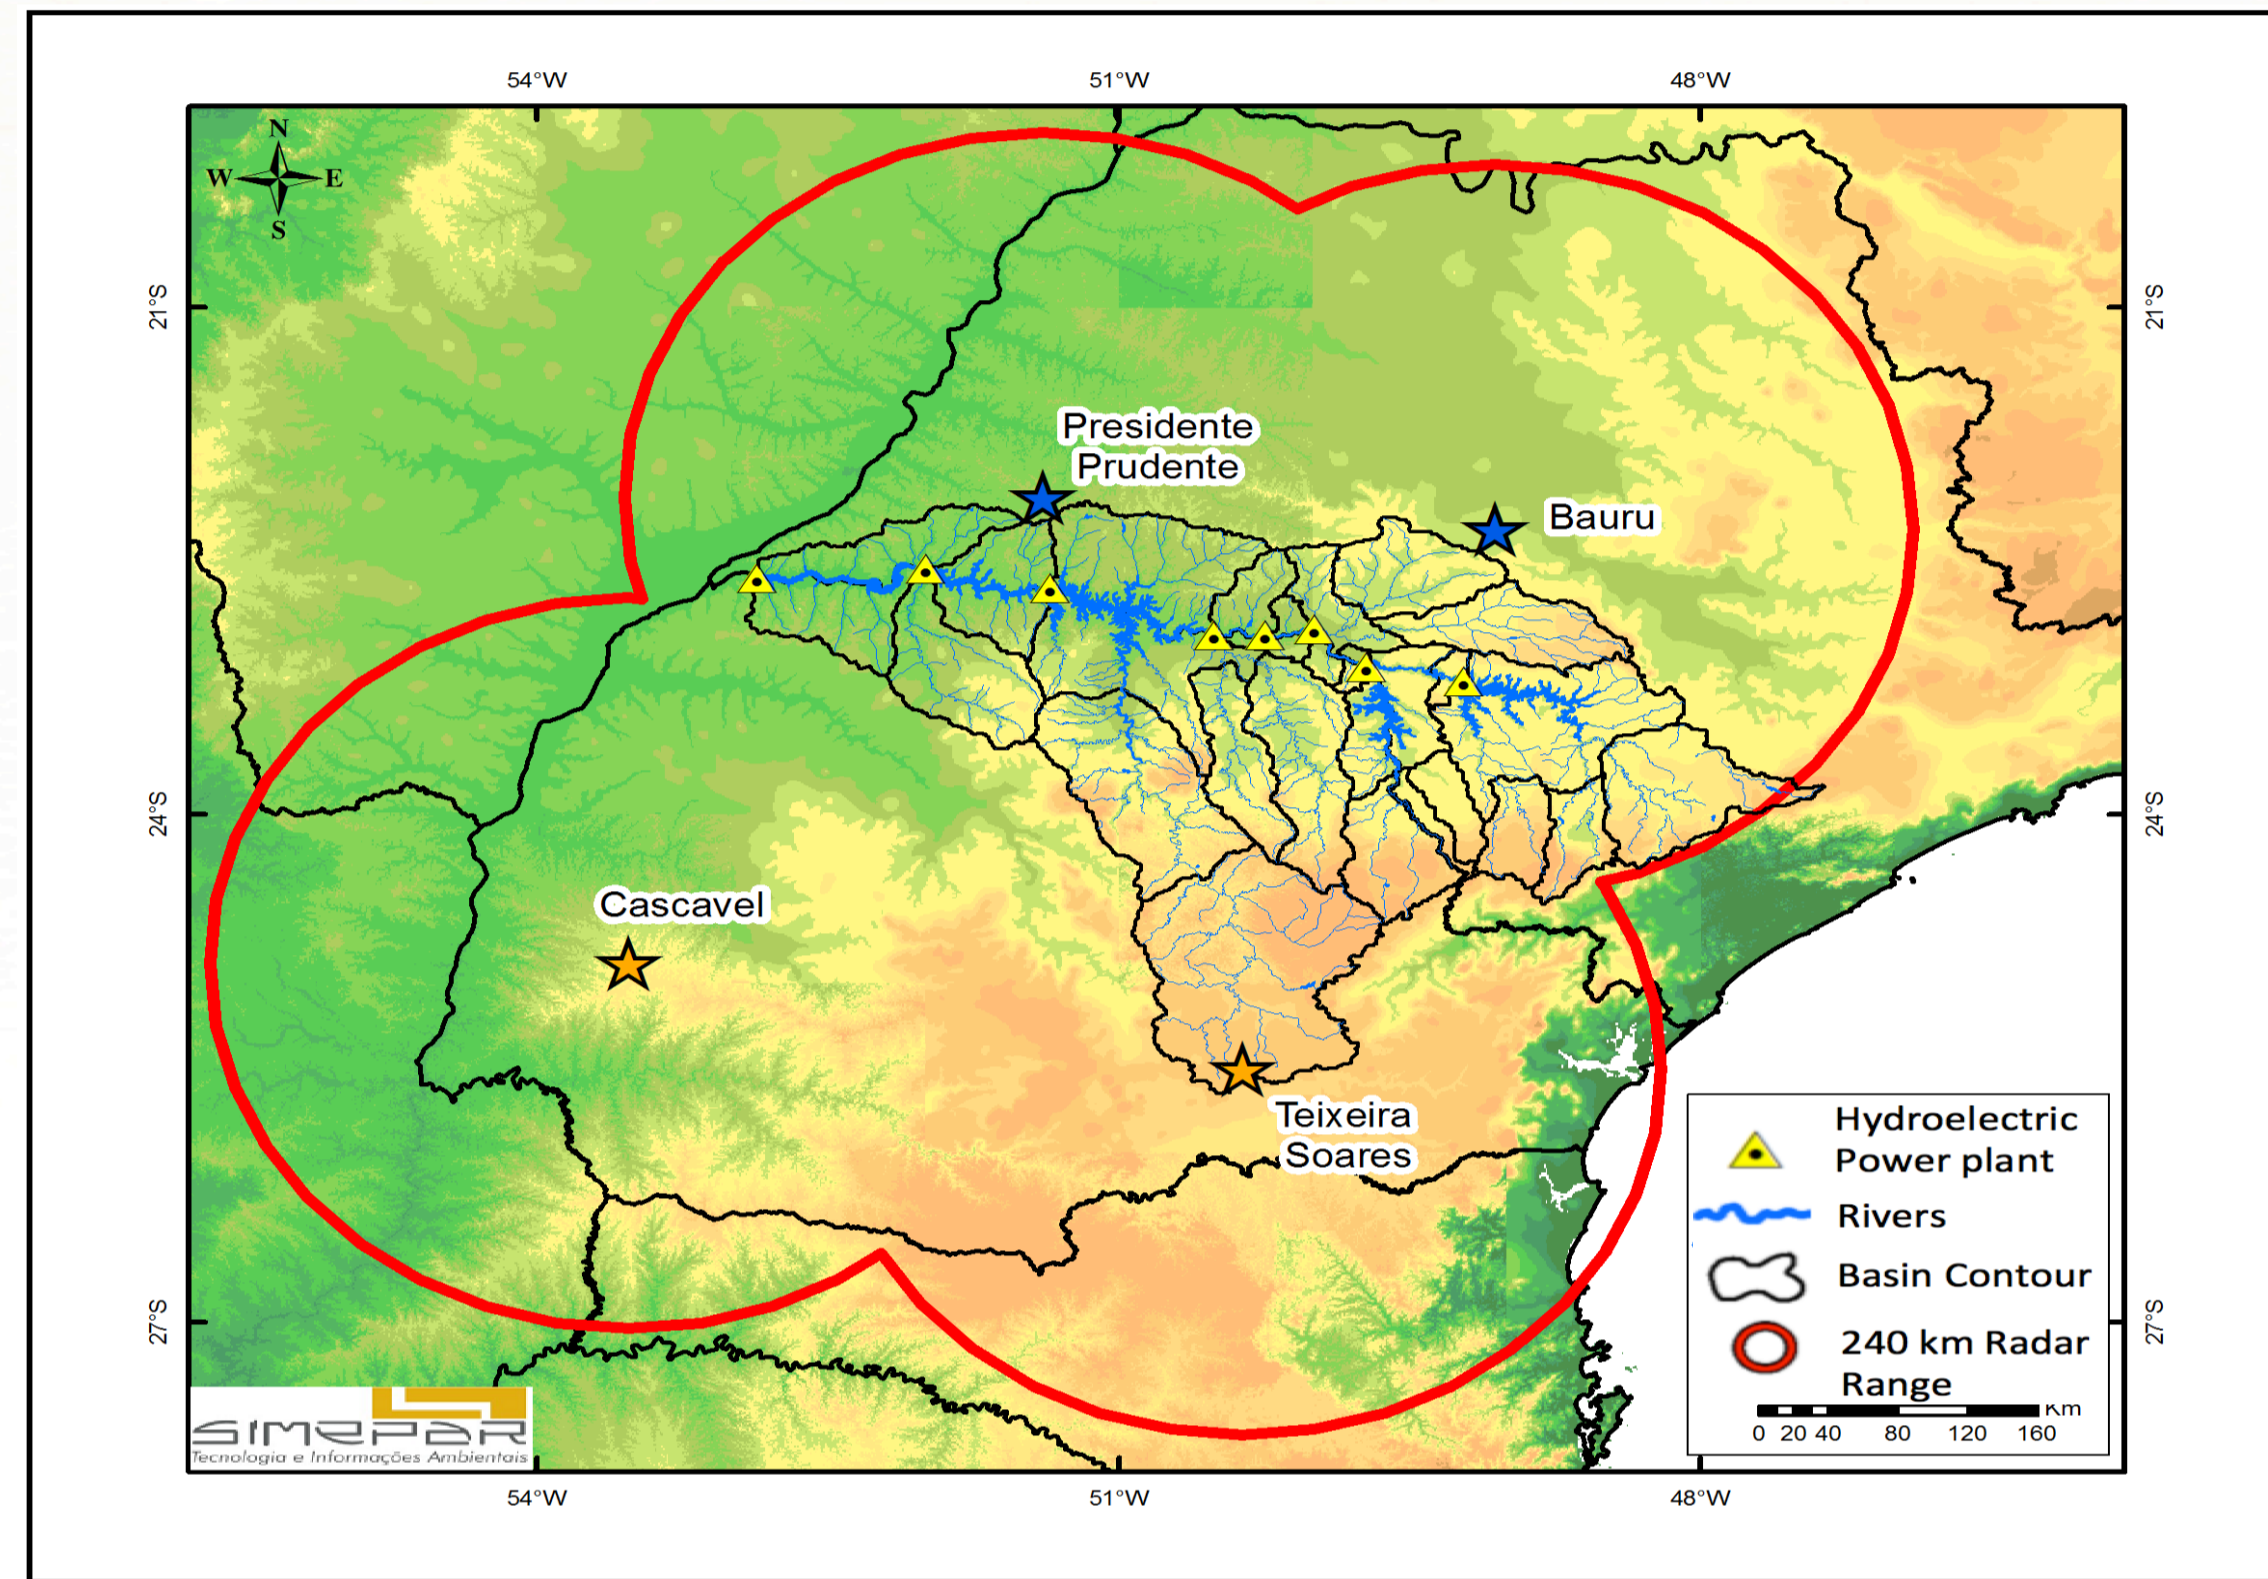 54°W 51°W 48°W
N
W E
S
21°S 21°S
Presidente
Prudente
Bauru
24°S 24°S
Cascavel
Teixeira
Soares
Hydroelectric
Power plant
Rivers
Basin Contour
240 km Radar
Range
Km
0 20 40 80 120 160
27°S 27°S
SIMEPAR
Tecnologia e Informações Ambientais
54°W 51°W 48°W